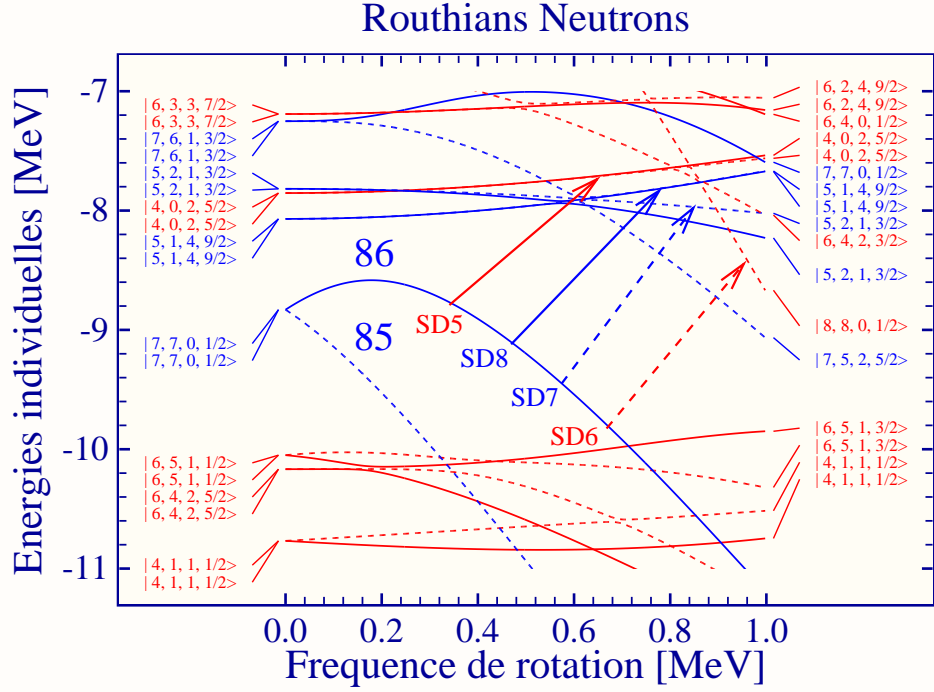 Routhians Neutrons
Energies individuelles [MeV]
-7
-8
-9
-10
-11
| 6, 3, 3, 7/2>
| 6, 3, 3, 7/2>
| 7, 6, 1, 3/2>
| 7, 6, 1, 3/2>
| 5, 2, 1, 3/2>
| 5, 2, 1, 3/2>
| 4, 0, 2, 5/2>
| 4, 0, 2, 5/2>
| 5, 1, 4, 9/2>
| 5, 1, 4, 9/2>
| 7, 7, 0, 1/2>
| 7, 7, 0, 1/2>
| 6, 5, 1, 1/2>
| 6, 5, 1, 1/2>
| 6, 4, 2, 5/2>
| 6, 4, 2, 5/2>
| 4, 1, 1, 1/2>
| 4, 1, 1, 1/2>
86
85
SD5
SD8
SD7
SD6
| 6, 2, 4, 9/2>
| 6, 2, 4, 9/2>
| 6, 4, 0, 1/2>
| 4, 0, 2, 5/2>
| 4, 0, 2, 5/2>
| 7, 7, 0, 1/2>
| 5, 1, 4, 9/2>
| 5, 1, 4, 9/2>
| 5, 2, 1, 3/2>
| 6, 4, 2, 3/2>
| 5, 2, 1, 3/2>
| 8, 8, 0, 1/2>
| 7, 5, 2, 5/2>
| 6, 5, 1, 3/2>
| 6, 5, 1, 3/2>
| 4, 1, 1, 1/2>
| 4, 1, 1, 1/2>
0.0
0.2
0.4
0.6
0.8
1.0
Frequence de rotation [MeV]